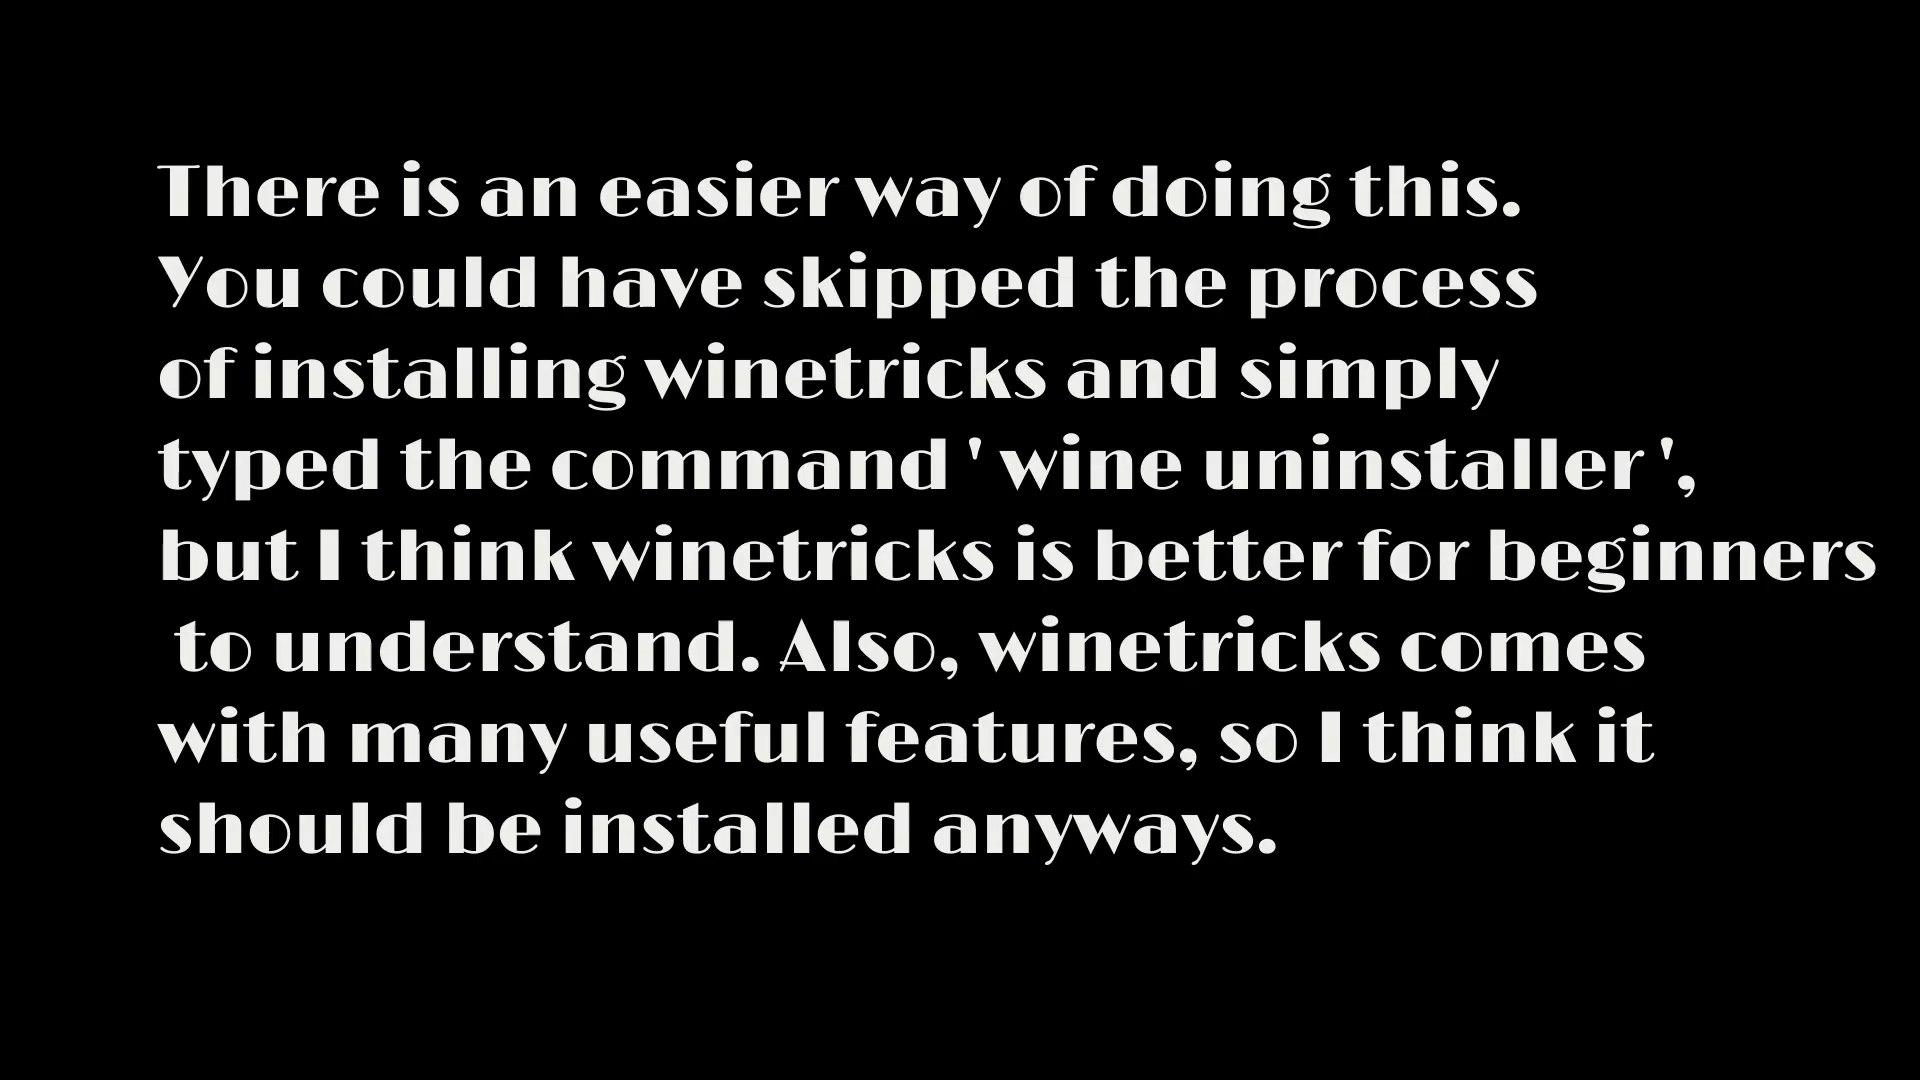 There is an easier way of doing this.
You could have skipped the process
of installing winetricks and simply
typed the command ' wine uninstaller ',
but I think winetricks is better for beginners
to understand. Also, winetricks comes
with many useful features, so I think it
should be installed anyways.